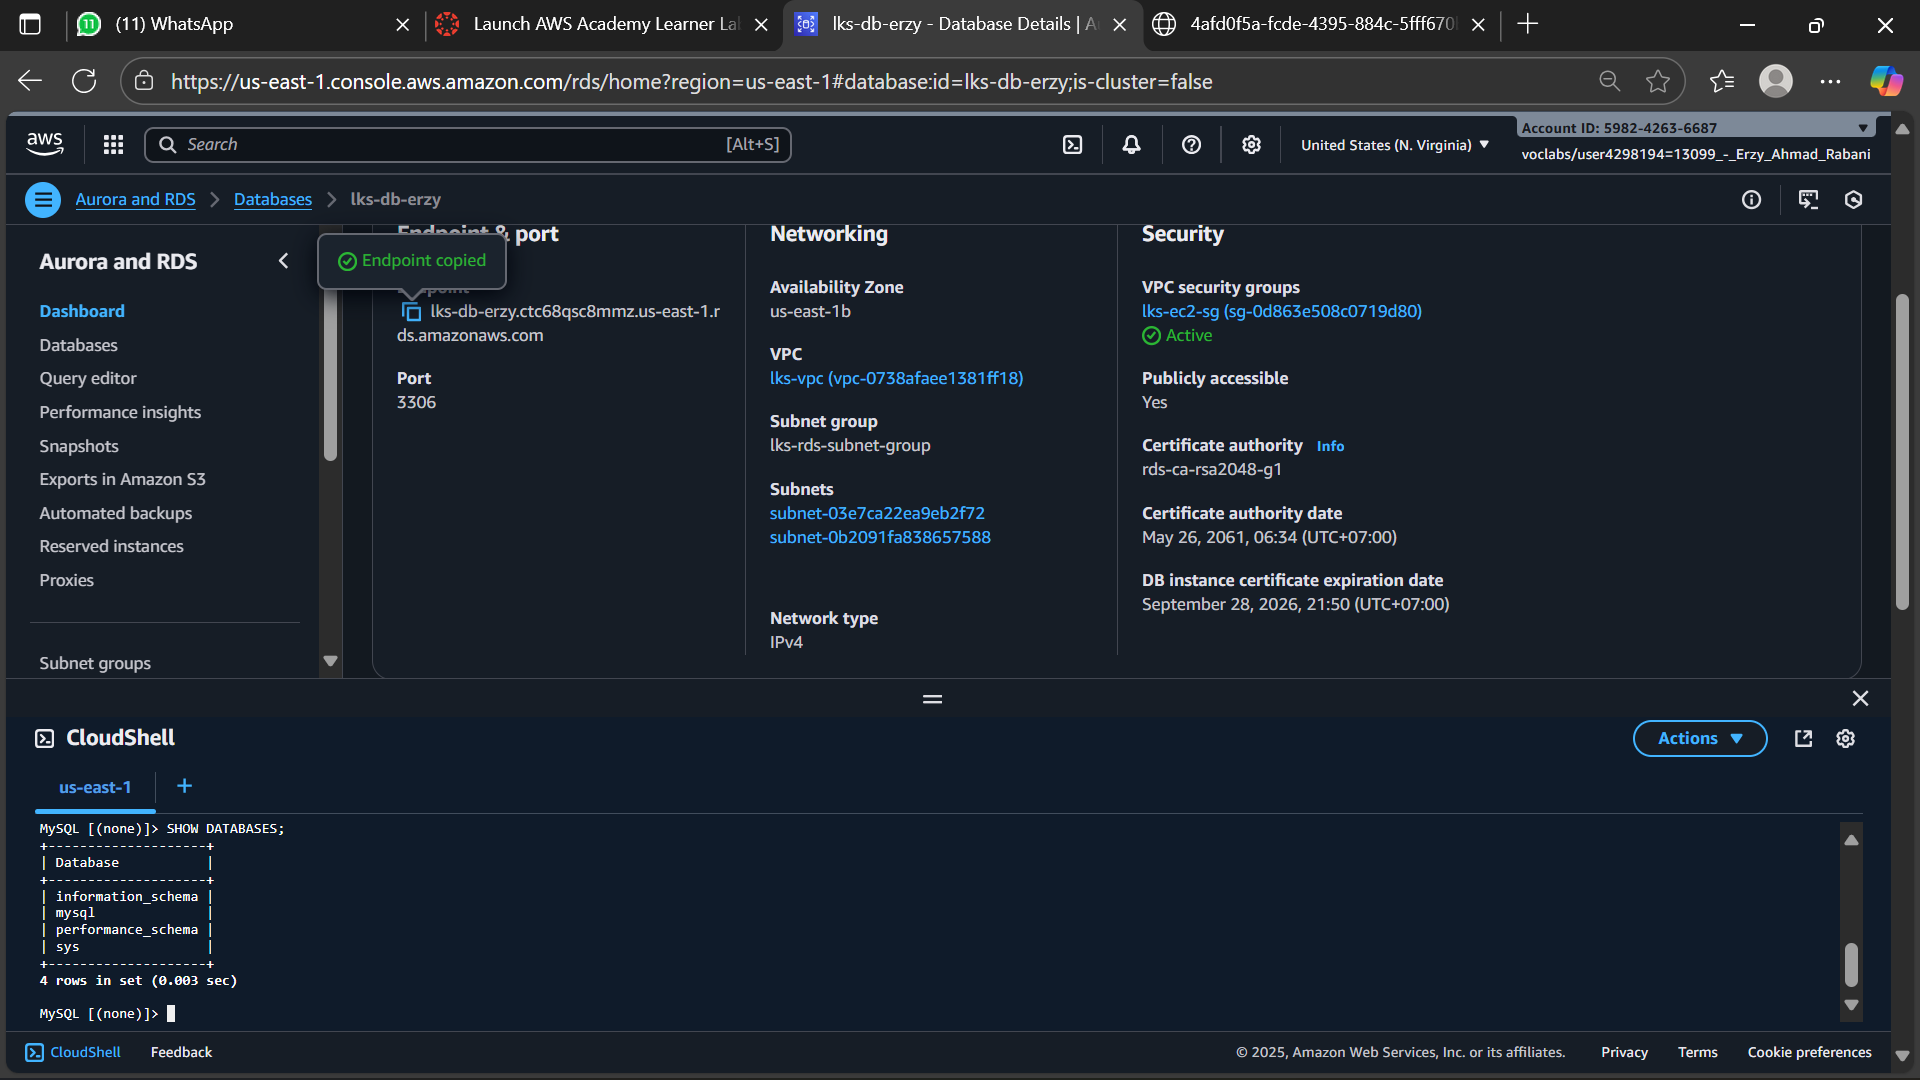 (11) WhatsApp
Launch AWS Academy Learner La
lks-db-erzy - Database Details | A
4afd0f5a-fcde-4395-884c-5fff670
https://us-east-1.console.aws.amazon.com/rds/home?region=us-east-1#database:id=lks-db-erzy;is-cluster=false
aws
Search
[Alt+S]
United States (N. Virginia)
Account ID: 5982-4263-6687
voclabs/user4298194=13099_-_Erzy_Ahmad_Rabani
Aurora and RDS
Databases
lks-db-erzy
Aurora and RDS
Dashboard
Databases
Query editor
Performance insights
Snapshots
Exports in Amazon S3
Automated backups
Reserved instances
Proxies
Subnet groups
Endpoint & port
Endpoint copied
Endpoint
lks-db-erzy.ctc68qsc8mmz.us-east-1.r
ds.amazonaws.com
Port
3306
Networking
Availability Zone
us-east-1b
VPC
lks-vpc (vpc-0738afaee1381ff18)
Subnet group
lks-rds-subnet-group
Subnets
subnet-03e7ca22ea9eb2f72
subnet-0b2091fa838657588
Network type
IPv4
Security
VPC security groups
lks-ec2-sg (sg-0d863e508c0719d80)
Active
Publicly accessible
Yes
Certificate authority Info
rds-ca-rsa2048-g1
Certificate authority date
May 26, 2061, 06:34 (UTC+07:00)
DB instance certificate expiration date
September 28, 2026, 21:50 (UTC+07:00)
CloudShell
Actions
us-east-1
MySQL [(none)]> SHOW DATABASES;
+--------------------+
| Database           |
+--------------------+
| information_schema |
| mysql              |
| performance_schema |
| sys                |
+--------------------+
4 rows in set (0.003 sec)
MySQL [(none)]>
CloudShell
Feedback
© 2025, Amazon Web Services, Inc. or its affiliates.
Privacy
Terms
Cookie preferences